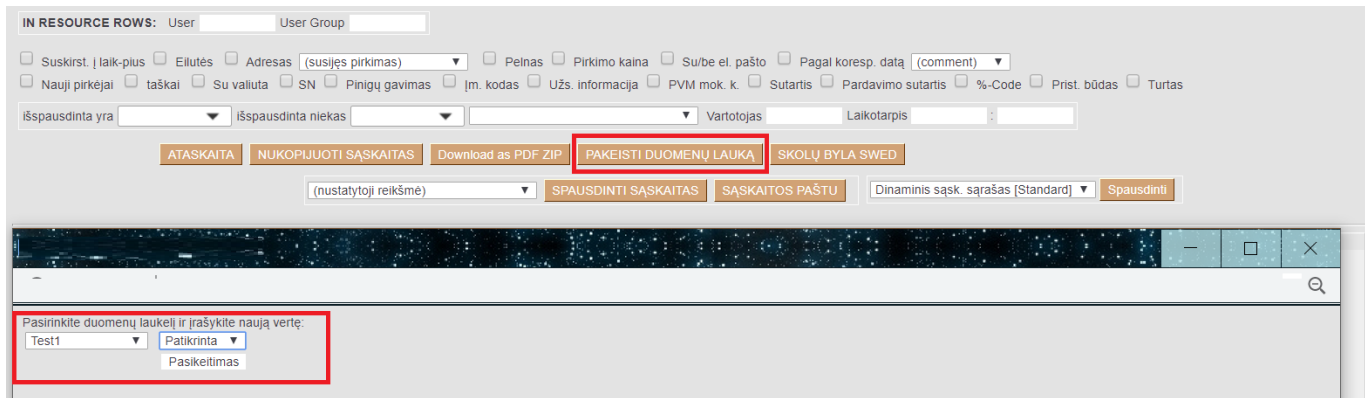 IN RESOURCE ROWS: User User Group
Suskirst. į laik-pius Eilutės Adresas (susijęs pirkimas) Pelnas Pirkimo kaina Su/be el. pašto Pagal koresp. datą (comment)
Nauji pirkėjai taškai Su valiuta SN Pinigų gavimas Įm. kodas Užs. informacija PVM mok. k. Sutartis Pardavimo sutartis %-Code Prist. būdas Turtas
išspausdinta yra išspausdinta niekas Vartotojas Laikotarpis :
ATASKAITA NUKOPIJUOTI SĄSKAITAS Download as PDF ZIP PAKEISTI DUOMENŲ LAUKĄ SKOLŲ BYLA SWED
(nustatytoji reikšmė) SPAUSDINTI SĄSKAITAS SĄSKAITOS PAŠTU Dinaminis sąsk. sąrašas [Standard] Spausdinti
Pasirinkite duomenų laukelį ir įrašykite naują vertę:
Test1 Patikrinta
Pasikeitimas